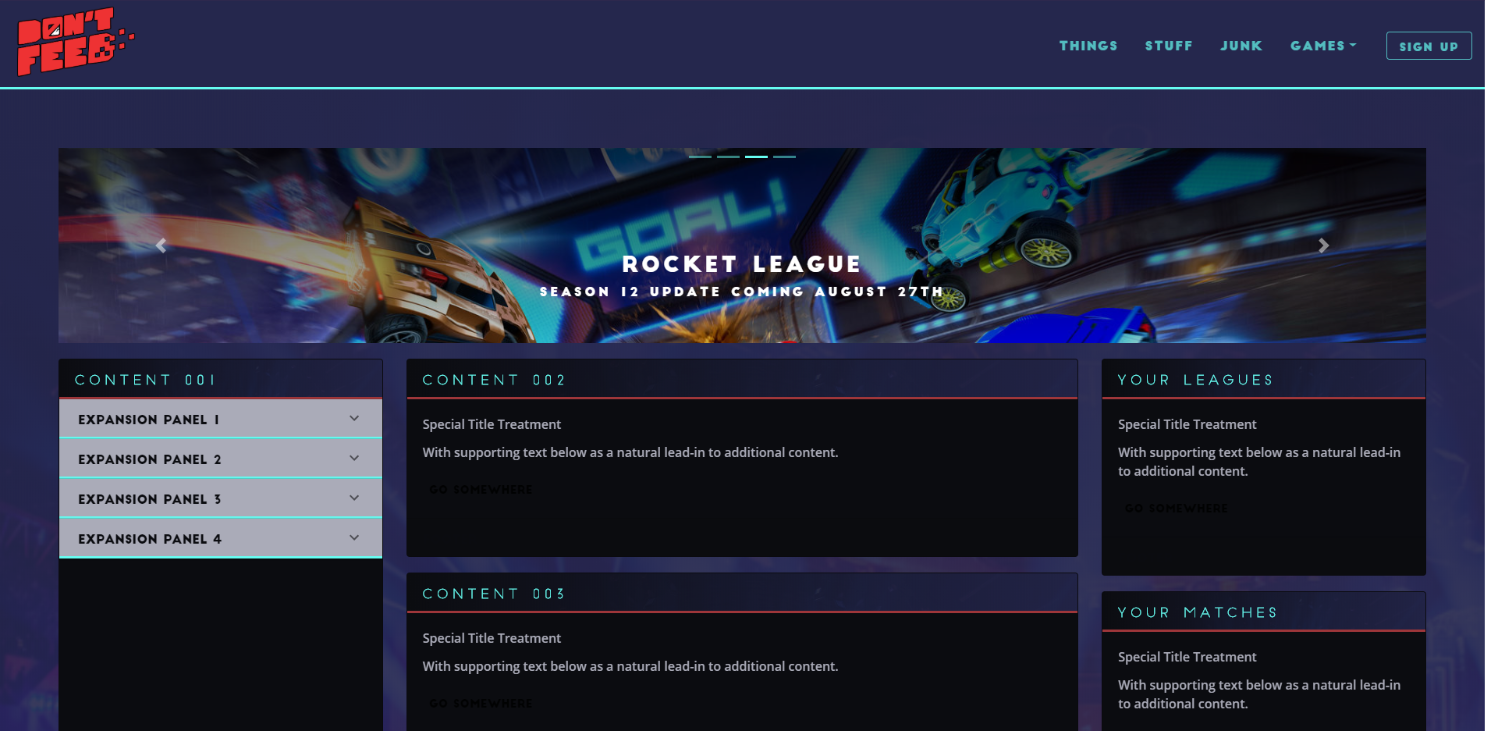 DON'T
FEED
THINGS STUFF JUNK GAMES SIGN UP
GOAL!
ROCKET LEAGUE
SEASON 12 UPDATE COMING AUGUST 27TH
CONTENT 001
EXPANSION PANEL 1
EXPANSION PANEL 2
EXPANSION PANEL 3
EXPANSION PANEL 4
CONTENT 002
Special Title Treatment
With supporting text below as a natural lead-in to additional content.
GO SOMEWHERE
CONTENT 003
Special Title Treatment
With supporting text below as a natural lead-in to additional content.
GO SOMEWHERE
YOUR LEAGUES
Special Title Treatment
With supporting text below as a natural lead-in
to additional content.
GO SOMEWHERE
YOUR MATCHES
Special Title Treatment
With supporting text below as a natural lead-in
to additional content.